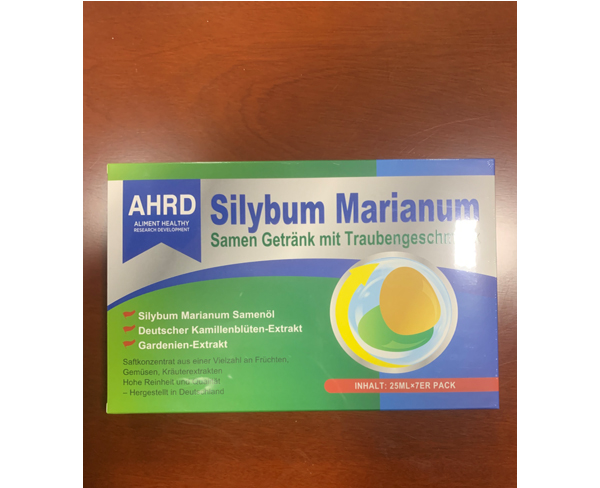 AHRD
ALIMENT HEALTHY
RESEARCH DEVELOPMENT
Silybum Marianum
Samen Getränk mit
Silybum Marianum Samenöl
Deutscher Kamillenblüten-Extrakt
Gardenien-Extrakt
Saftkonzentrat aus einer Vielzahl an Früchten,
Gemüsen, Kräuterextrakten
Hohe Reinheit und Qualität
– Hergestellt in Deutschland
INHALT: 25ML×7ER PACK